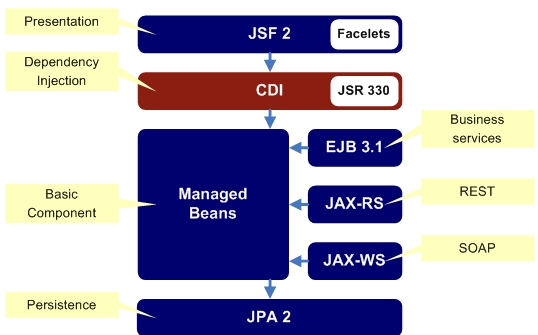 Presentation
JSF 2
Facelets
Dependency
Injection
CDI
JSR 330
Business
services
EJB 3.1
Basic
Component
Managed
Beans
JAX-RS
REST
JAX-WS
SOAP
Persistence
JPA 2